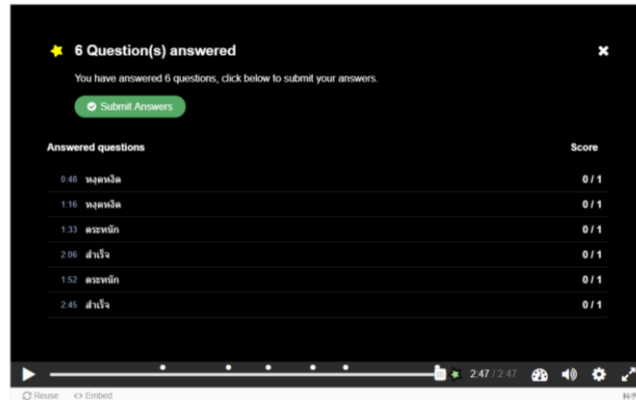 6 Question(s) answered
You have answered 6 questions, click below to submit your answers.
Submit Answers
Answered questions Score
0:48 หงุดหงิด 0 / 1
1:16 หงุดหงิด 0 / 1
1:33 ตระหนัก 0 / 1
2:06 สำเร็จ 0 / 1
1:52 ตระหนัก 0 / 1
2:45 สำเร็จ 0 / 1
2:47 / 2:47
Reuse <> Embed